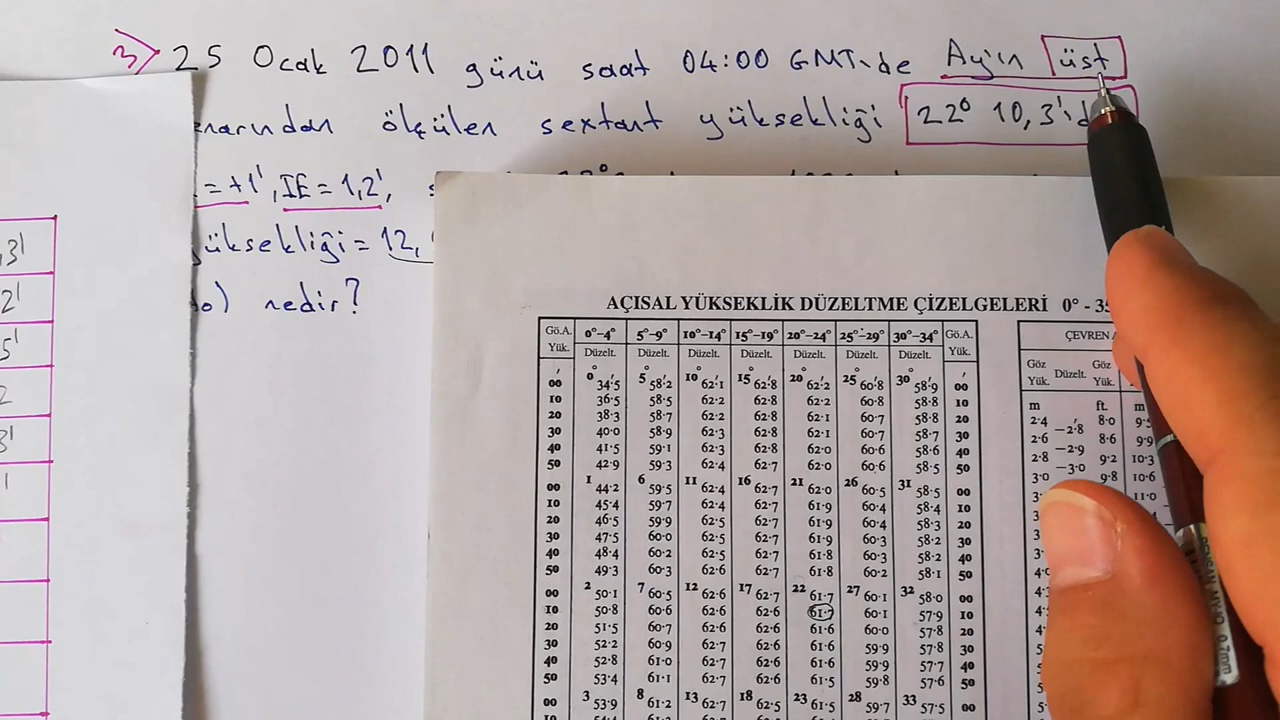 3) 25 Ocak 2011 günü saat 04:00 GMT'de Ay'ın üst
ölçülen sextant yüksekliği 22° 10,3'
= +1', IE = 1,2',
yüksekliği = 12,
nedir?
AÇISAL YÜKSEKLİK DÜZELTME ÇİZELGELERİ 0° -
Gö.A. Yük. 0°–4° 5°–9° 10°–14° 15°–19° 20°–24° 25°–29° 30°–34° Gö.A. Yük.
Düzelt. Düzelt. Düzelt. Düzelt. Düzelt. Düzelt. Düzelt.
00 0° 34'5 5° 58'2 10° 62'1 15° 62'8 20° 62'2 25° 60'8 30° 58'9 00
10 36.5 58.5 62.2 62.8 62.2 60.8 58.8 10
20 38.3 58.7 62.2 62.8 62.1 60.7 58.8 20
30 40.0 58.9 62.3 62.8 62.1 60.7 58.7 30
40 41.5 59.1 62.3 62.8 62.0 60.6 58.6 40
50 42.9 59.3 62.4 62.7 62.0 60.6 58.5 50
00 1 44.2 6 59.5 11 62.4 16 62.7 21 62.0 26 60.5 31 58.5 00
10 45.4 59.7 62.4 62.7 61.9 60.4 58.4 10
20 46.5 59.9 62.5 62.7 61.9 60.4 58.3 20
30 47.5 60.0 62.5 62.7 61.9 60.3 58.2 30
40 48.4 60.2 62.5 62.7 61.8 60.3 58.2 40
50 49.3 60.3 62.6 62.7 61.8 60.2 58.1 50
00 2 50.1 7 60.5 12 62.6 17 62.7 22 61.7 27 60.1 32 58.0 00
10 50.8 60.6 62.6 62.6 61.7 60.1 57.9 10
20 51.5 60.7 62.6 62.6 61.6 60.0 57.8 20
30 52.2 60.9 62.7 62.6 61.6 59.9 57.8 30
40 52.8 61.0 62.7 62.6 61.6 59.9 57.7 40
50 53.4 61.1 62.7 62.6 61.5 59.8 57.6 50
00 3 53.9 8 61.2 13 62.7 18 62.5 23 61.5 28 59.7 33 57.5 00
Göz Yük. Düzelt. Göz Yük.
m ft. m
2.4 –2'8 8.0
2.6 –2.9 8.6 9.9
2.8 –3.0 9.2 10.3
3.0 9.8 10.6
11.0